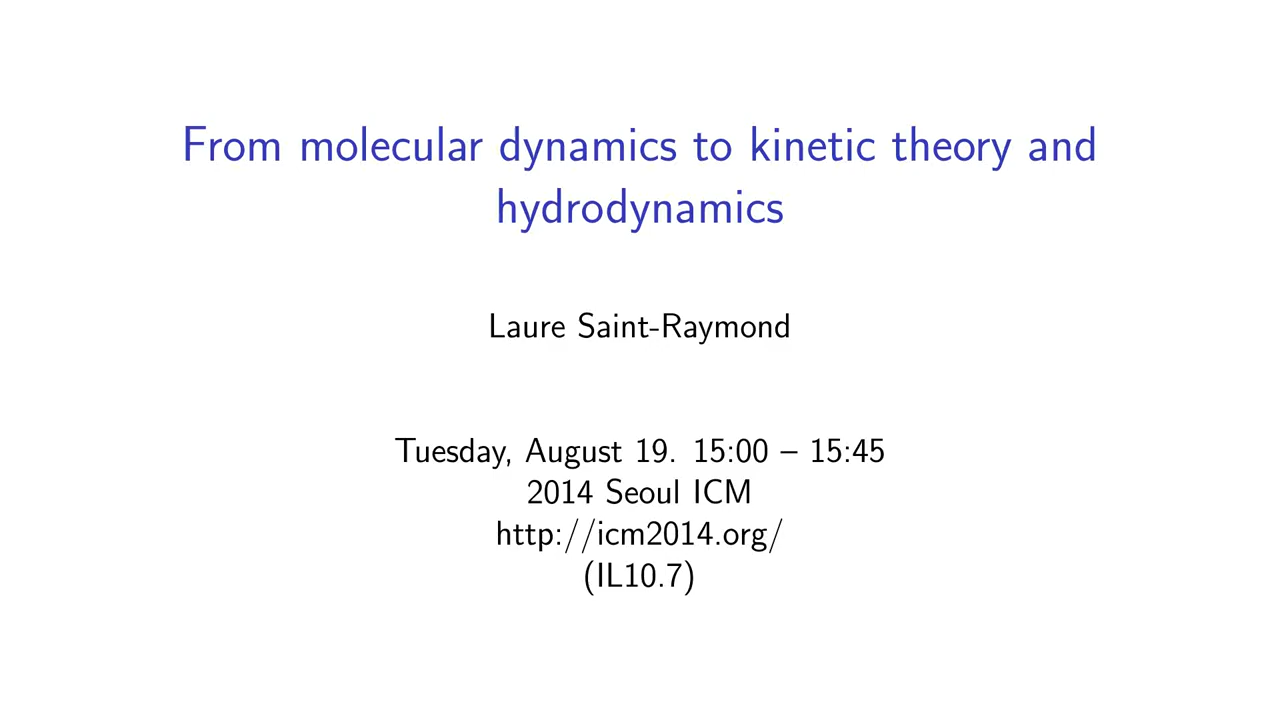 From molecular dynamics to kinetic theory and
hydrodynamics
Laure Saint-Raymond
Tuesday, August 19. 15:00 – 15:45
2014 Seoul ICM
http://icm2014.org/
(IL10.7)